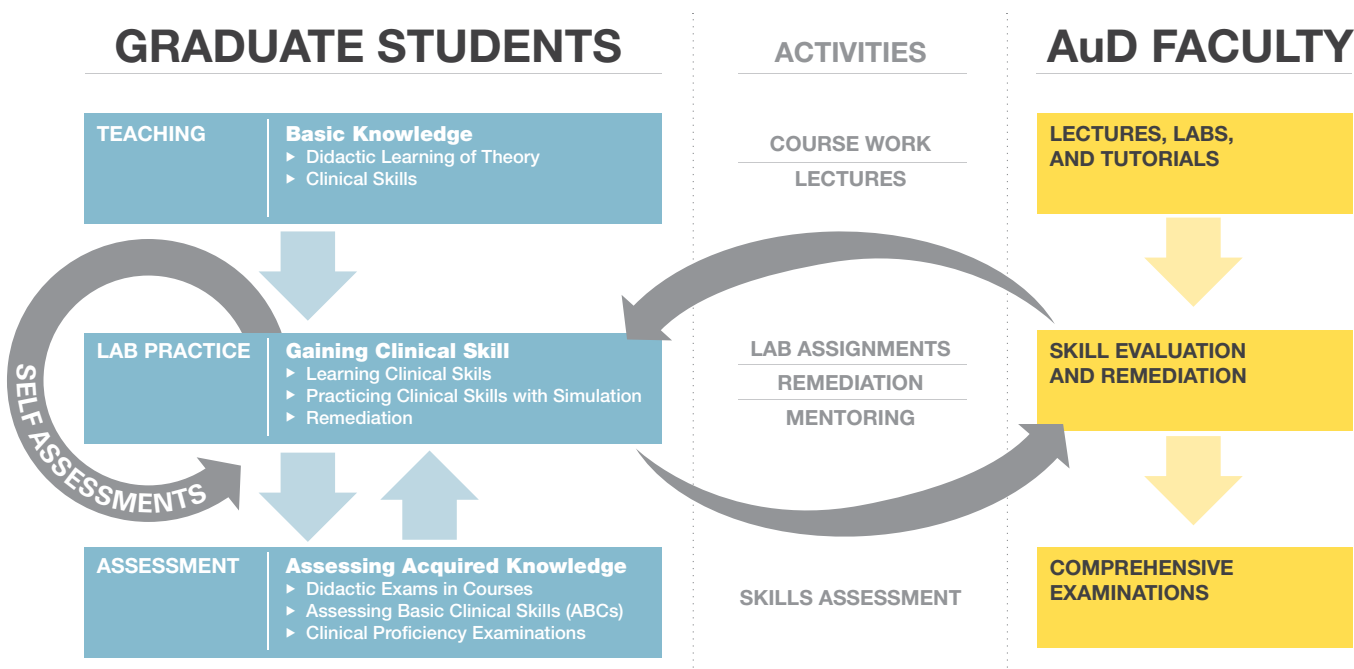 GRADUATE STUDENTS
ACTIVITIES
AuD FACULTY
TEACHING
Basic Knowledge
▸ Didactic Learning of Theory
▸ Clinical Skills
COURSE WORK
LECTURES
LECTURES, LABS,
AND TUTORIALS
SELF ASSESSMENTS
LAB PRACTICE
Gaining Clinical Skill
▸ Learning Clinical Skils
▸ Practicing Clinical Skills with Simulation
▸ Remediation
LAB ASSIGNMENTS
REMEDIATION
MENTORING
SKILL EVALUATION
AND REMEDIATION
ASSESSMENT
Assessing Acquired Knowledge
▸ Didactic Exams in Courses
▸ Assessing Basic Clinical Skills (ABCs)
▸ Clinical Proficiency Examinations
SKILLS ASSESSMENT
COMPREHENSIVE
EXAMINATIONS